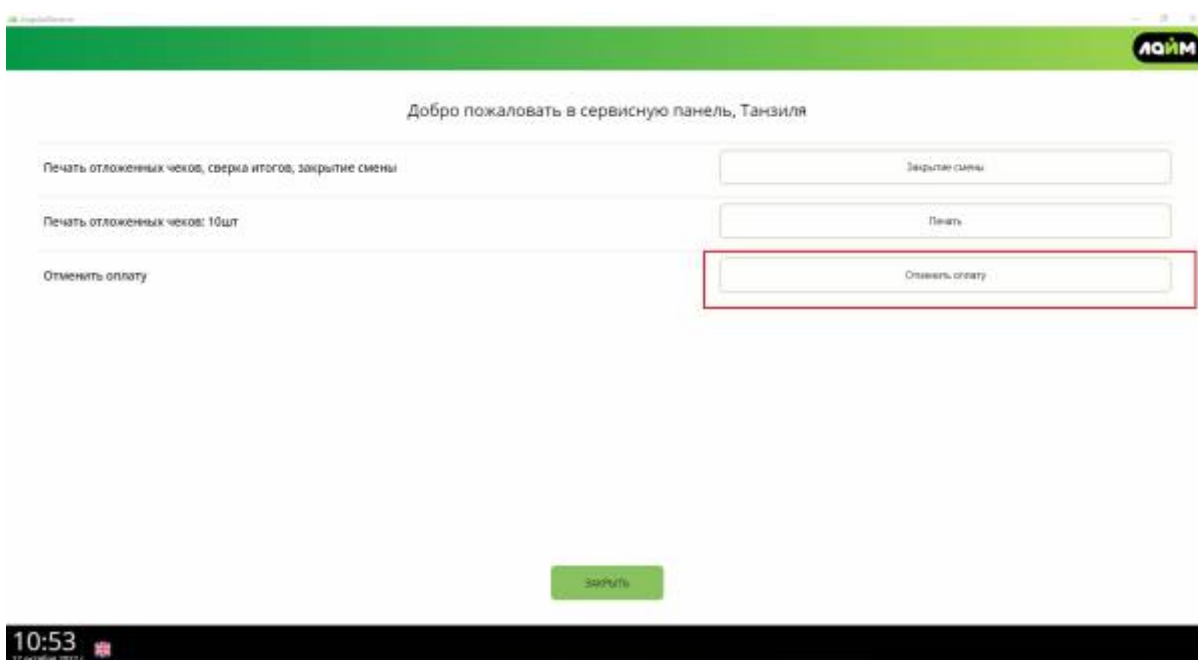 лайм
Добро пожаловать в сервисную панель, Танзиля
Печать отложенных чеков, сверка итогов, закрытие смены
Закрытие смены
Печать отложенных чеков: 10шт
Печать
Отменить оплату
Отменить оплату
ЗАКРЫТЬ
10:53